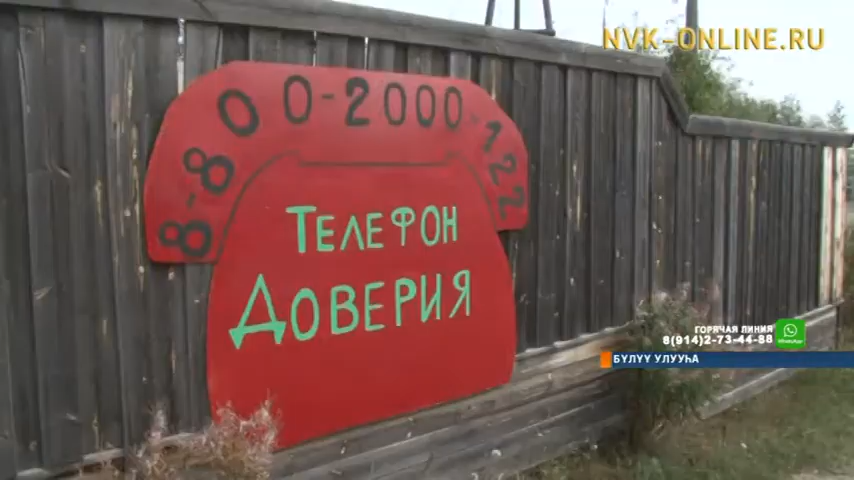 NVK-ONLINE.RU
8-800-2000-122
ТЕЛЕФОН
ДОВЕРИЯ
ГОРЯЧАЯ ЛИНИЯ
8(914)2-73-44-88
WhatsApp
БҮЛҮҮ УЛУУҺА